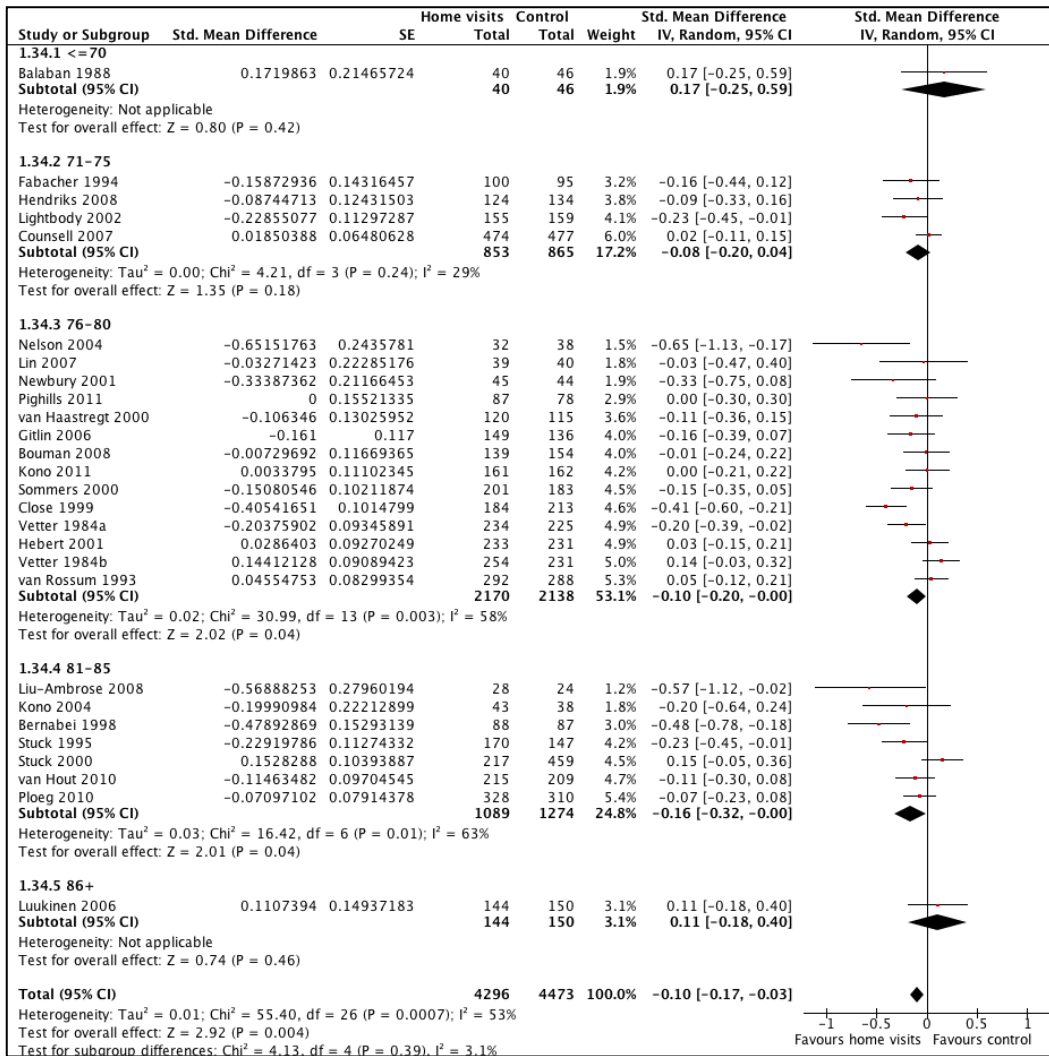 Home visits Control Std. Mean Difference Std. Mean Difference
Study or Subgroup Std. Mean Difference SE Total Total Weight IV, Random, 95% CI IV, Random, 95% CI
1.34.1 <=70
Balaban 1988 0.1719863 0.21465724 40 46 1.9% 0.17 [-0.25, 0.59]
Subtotal (95% CI) 40 46 1.9% 0.17 [-0.25, 0.59]
Heterogeneity: Not applicable
Test for overall effect: Z = 0.80 (P = 0.42)
1.34.2 71-75
Fabacher 1994 -0.15872936 0.14316457 100 95 3.2% -0.16 [-0.44, 0.12]
Hendriks 2008 -0.08744713 0.12431503 124 134 3.8% -0.09 [-0.33, 0.16]
Lightbody 2002 -0.22855077 0.11297287 155 159 4.1% -0.23 [-0.45, -0.01]
Counsell 2007 0.01850388 0.06480628 474 477 6.0% 0.02 [-0.11, 0.15]
Subtotal (95% CI) 853 865 17.2% -0.08 [-0.20, 0.04]
Heterogeneity: Tau² = 0.00; Chi² = 4.21, df = 3 (P = 0.24); I² = 29%
Test for overall effect: Z = 1.35 (P = 0.18)
1.34.3 76-80
Nelson 2004 -0.65151763 0.2435781 32 38 1.5% -0.65 [-1.13, -0.17]
Lin 2007 -0.03271423 0.22285176 39 40 1.8% -0.03 [-0.47, 0.40]
Newbury 2001 -0.33387362 0.21166453 45 44 1.9% -0.33 [-0.75, 0.08]
Pighills 2011 0 0.15521335 87 78 2.9% 0.00 [-0.30, 0.30]
van Haastregt 2000 -0.106346 0.13025952 120 115 3.6% -0.11 [-0.36, 0.15]
Gitlin 2006 -0.161 0.117 149 136 4.0% -0.16 [-0.39, 0.07]
Bouman 2008 -0.00729692 0.11669365 139 154 4.0% -0.01 [-0.24, 0.22]
Kono 2011 0.0033795 0.11102345 161 162 4.2% 0.00 [-0.21, 0.22]
Sommers 2000 -0.15080546 0.10211874 201 183 4.5% -0.15 [-0.35, 0.05]
Close 1999 -0.40541651 0.1014799 184 213 4.6% -0.41 [-0.60, -0.21]
Vetter 1984a -0.20375902 0.09345891 234 225 4.8% -0.20 [-0.39, -0.02]
Hebert 2001 0.0286403 0.09270249 233 231 4.9% 0.03 [-0.15, 0.21]
Vetter 1984b 0.14412128 0.09089423 254 231 5.0% 0.14 [-0.03, 0.32]
van Rossum 1993 0.04554753 0.08299354 292 288 5.3% 0.05 [-0.12, 0.21]
Subtotal (95% CI) 2170 2138 53.1% -0.10 [-0.20, -0.00]
Heterogeneity: Tau² = 0.02; Chi² = 30.99, df = 13 (P = 0.003); I² = 58%
Test for overall effect: Z = 2.02 (P = 0.04)
1.34.4 81-85
Liu-Ambrose 2008 -0.56888253 0.27960194 28 24 1.2% -0.57 [-1.12, -0.02]
Kono 2004 -0.19990984 0.22212899 43 38 1.8% -0.20 [-0.64, 0.24]
Bernabei 1998 -0.47892869 0.15293139 88 87 3.0% -0.48 [-0.78, -0.18]
Stuck 1995 -0.22919786 0.11274332 170 147 4.2% -0.23 [-0.45, -0.01]
Stuck 2000 0.1528288 0.10393887 217 459 4.5% 0.15 [-0.05, 0.36]
van Hout 2010 -0.11463482 0.09704545 215 209 4.7% -0.11 [-0.30, 0.08]
Ploeg 2010 -0.07097102 0.07914378 328 310 5.4% -0.07 [-0.23, 0.08]
Subtotal (95% CI) 1089 1274 24.8% -0.16 [-0.32, -0.00]
Heterogeneity: Tau² = 0.03; Chi² = 16.42, df = 6 (P = 0.01); I² = 63%
Test for overall effect: Z = 2.01 (P = 0.04)
1.34.5 86+
Luukinen 2006 0.1107394 0.14937183 144 150 3.1% 0.11 [-0.18, 0.40]
Subtotal (95% CI) 144 150 3.1% 0.11 [-0.18, 0.40]
Heterogeneity: Not applicable
Test for overall effect: Z = 0.74 (P = 0.46)
Total (95% CI) 4296 4473 100.0% -0.10 [-0.17, -0.03]
Heterogeneity: Tau² = 0.01; Chi² = 55.40, df = 26 (P = 0.0007); I² = 53%
Test for overall effect: Z = 2.92 (P = 0.004)
Test for subgroup differences: Chi² = 4.13, df = 4 (P = 0.39), I² = 3.1%
-1 -0.5 0 0.5 1
Favours home visits Favours control